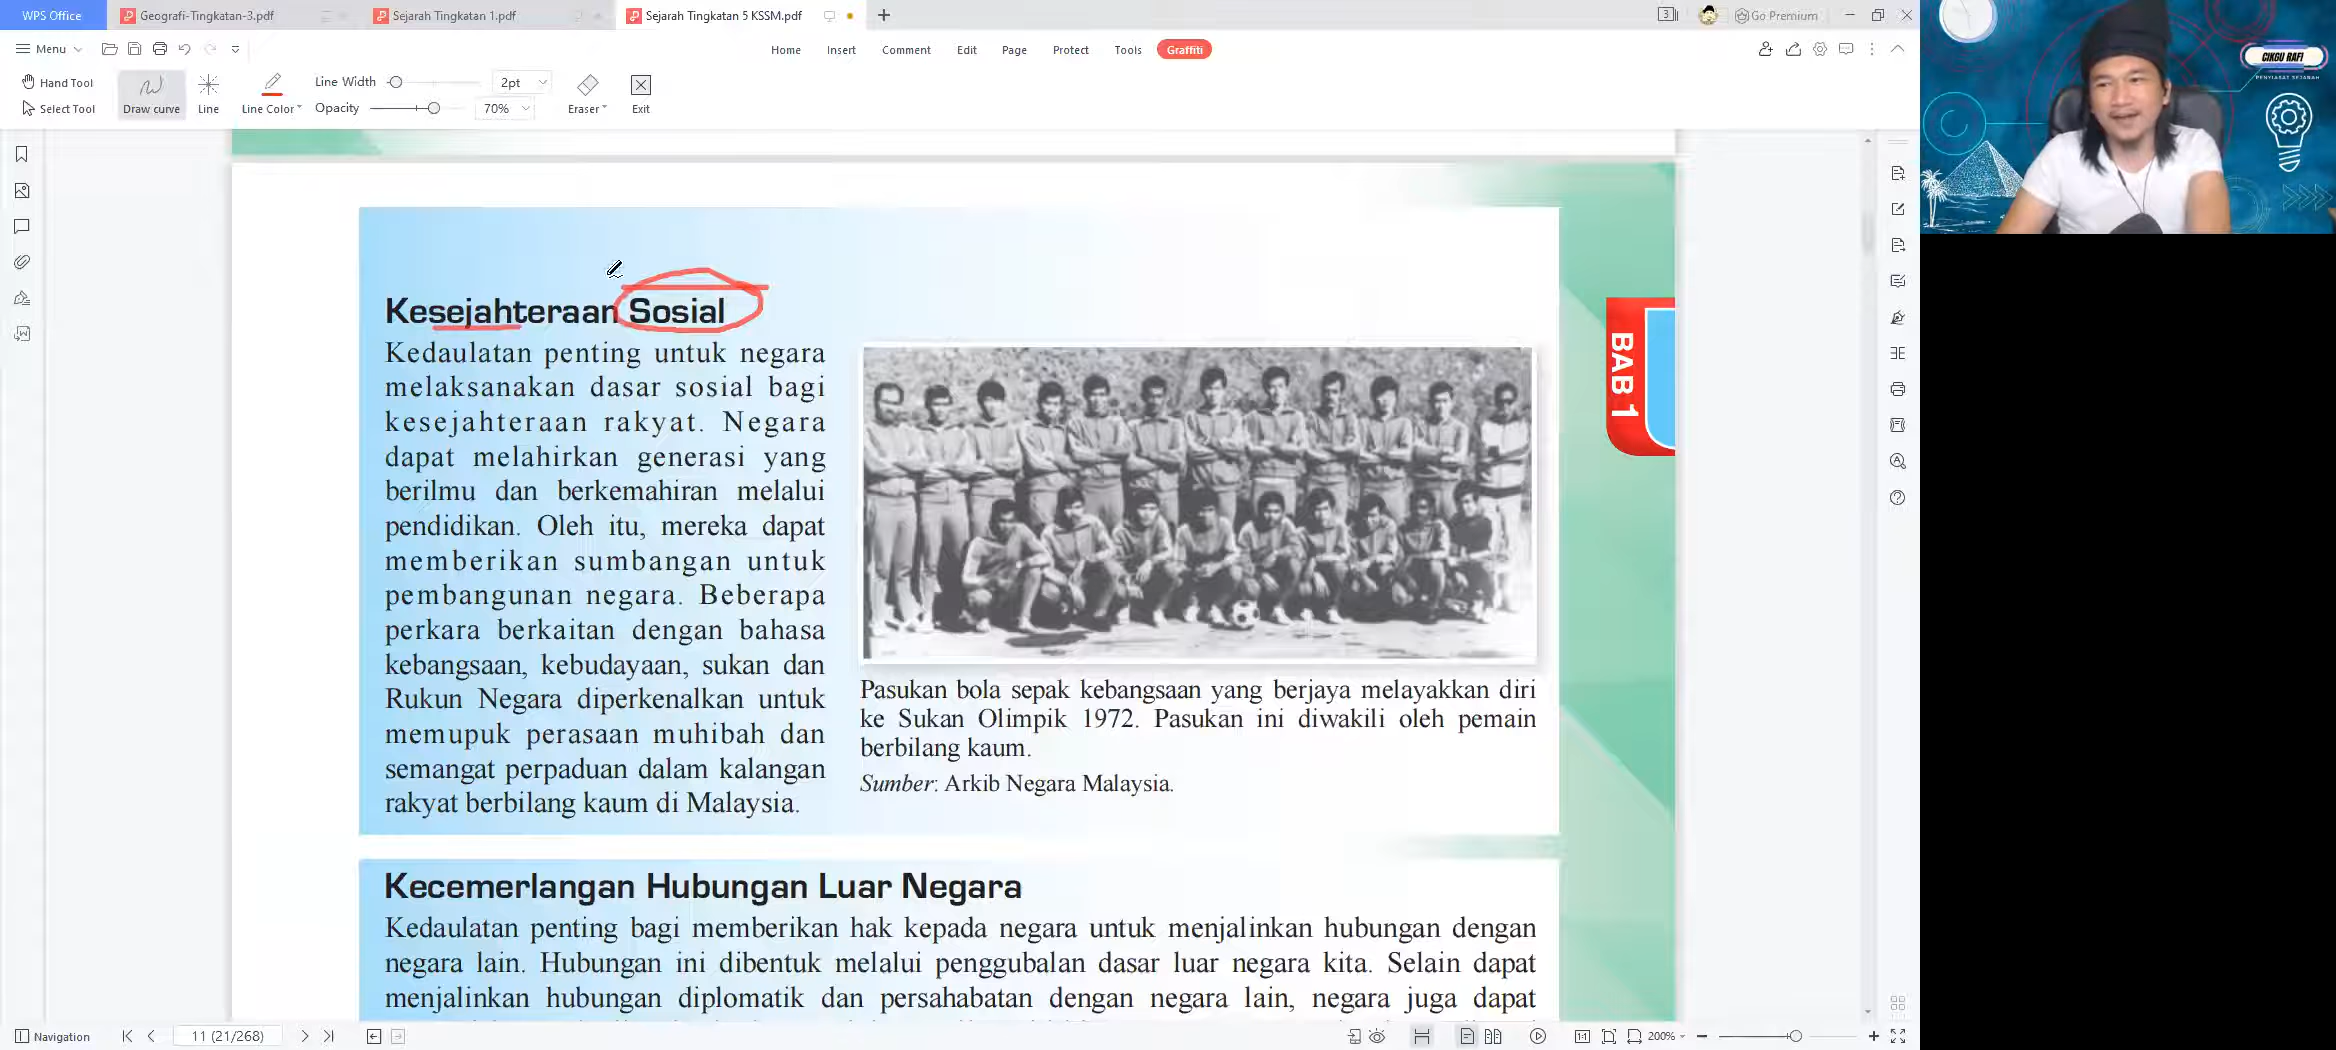 WPS Office
Geografi-Tingkatan-3.pdf
Sejarah Tingkatan 1.pdf
Sejarah Tingkatan 5 KSSM.pdf
3
Go Premium
Menu
Home Insert Comment Edit Page Protect Tools Graffiti
Hand Tool
Select Tool
Draw curve
Line
Line Color
Line Width
2pt
Opacity
70%
Eraser
Exit
CIKGU RAFI
PENYIASAT SEJARAH
BAB 1
Kesejahteraan Sosial
Kedaulatan penting untuk negara
melaksanakan dasar sosial bagi
kesejahteraan rakyat. Negara
dapat melahirkan generasi yang
berilmu dan berkemahiran melalui
pendidikan. Oleh itu, mereka dapat
memberikan sumbangan untuk
pembangunan negara. Beberapa
perkara berkaitan dengan bahasa
kebangsaan, kebudayaan, sukan dan
Rukun Negara diperkenalkan untuk
memupuk perasaan muhibah dan
semangat perpaduan dalam kalangan
rakyat berbilang kaum di Malaysia.
Pasukan bola sepak kebangsaan yang berjaya melayakkan diri
ke Sukan Olimpik 1972. Pasukan ini diwakili oleh pemain
berbilang kaum.
Sumber: Arkib Negara Malaysia.
Kecemerlangan Hubungan Luar Negara
Kedaulatan penting bagi memberikan hak kepada negara untuk menjalinkan hubungan dengan
negara lain. Hubungan ini dibentuk melalui penggubalan dasar luar negara kita. Selain dapat
menjalinkan hubungan diplomatik dan persahabatan dengan negara lain, negara juga dapat
Navigation
11 (21/268)
1:1
200%